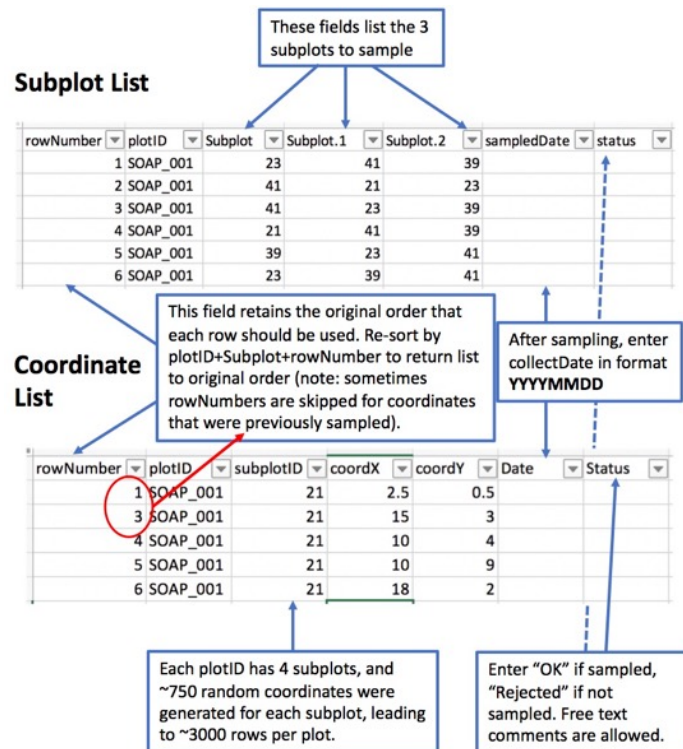 These fields list the 3
subplots to sample
Subplot List
rowNumber plotID Subplot Subplot.1 Subplot.2 sampledDate status
1 SOAP_001 23 41 39
2 SOAP_001 41 21 23
3 SOAP_001 41 23 39
4 SOAP_001 21 41 39
5 SOAP_001 39 23 41
6 SOAP_001 23 39 41
This field retains the original order that
each row should be used. Re-sort by
plotID+Subplot+rowNumber to return list
to original order (note: sometimes
rowNumbers are skipped for coordinates
that were previously sampled).
After sampling, enter
collectDate in format
YYYYMMDD
Coordinate
List
rowNumber plotID subplotID coordX coordY Date Status
1 SOAP_001 21 2.5 0.5
3 SOAP_001 21 15 3
4 SOAP_001 21 10 4
5 SOAP_001 21 10 9
6 SOAP_001 21 18 2
Each plotID has 4 subplots, and
~750 random coordinates were
generated for each subplot, leading
to ~3000 rows per plot.
Enter “OK” if sampled,
“Rejected” if not
sampled. Free text
comments are allowed.